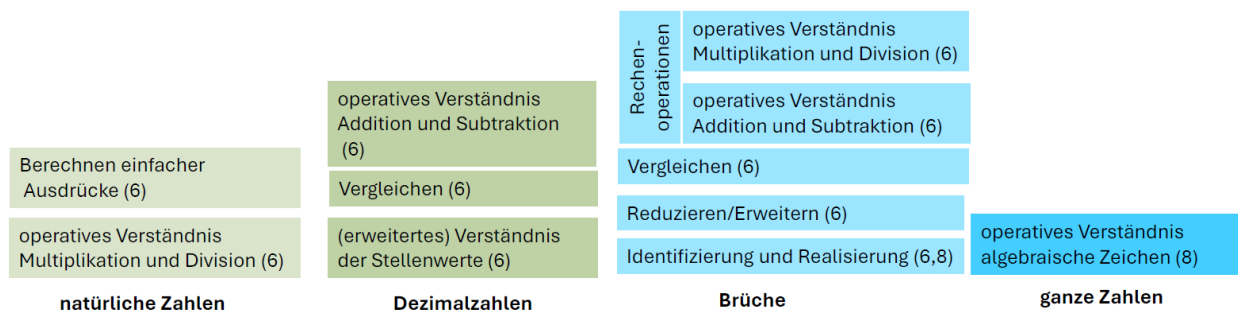 Berechnen einfacher
Ausdrücke (6)
operatives Verständnis
Multiplikation und Division (6)
natürliche Zahlen
operatives Verständnis
Addition und Subtraktion
(6)
Vergleichen (6)
(erweitertes) Verständnis
der Stellenwerte (6)
Dezimalzahlen
Rechen-
operationen
operatives Verständnis
Multiplikation und Division (6)
operatives Verständnis
Addition und Subtraktion (6)
Vergleichen (6)
Reduzieren/Erweitern (6)
Identifizierung und Realisierung (6,8)
Brüche
operatives Verständnis
algebraische Zeichen (8)
ganze Zahlen